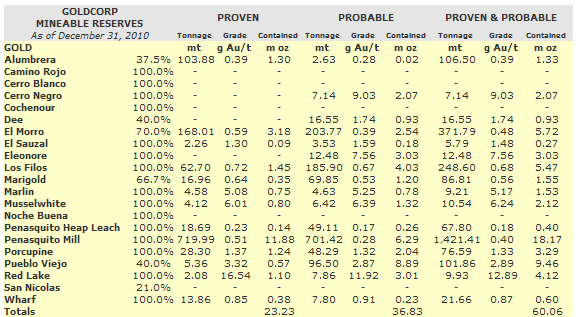 GOLDCORP
MINEABLE RESERVES PROVEN PROBABLE PROVEN & PROBABLE
As of December 31, 2010 Tonnage Grade Contained Tonnage Grade Contained Tonnage Grade Contained
GOLD mt g Au/t m oz mt g Au/t m oz mt g Au/t m oz
Alumbrera 37.5% 103.88 0.39 1.30 2.63 0.28 0.02 106.50 0.39 1.33
Camino Rojo 100.0% - - - - - - - - -
Cerro Blanco 100.0% - - - - - - - - -
Cerro Negro 100.0% - - - 7.14 9.03 2.07 7.14 9.03 2.07
Cochenour 100.0% - - - - - - - - -
Dee 40.0% - - - 16.55 1.74 0.93 16.55 1.74 0.93
El Morro 70.0% 168.01 0.59 3.18 203.77 0.39 2.54 371.79 0.48 5.72
El Sauzal 100.0% 2.26 1.30 0.09 3.53 1.59 0.18 5.79 1.48 0.27
Eleonore 100.0% - - - 12.48 7.56 3.03 12.48 7.56 3.03
Los Filos 100.0% 62.70 0.72 1.45 185.90 0.67 4.03 248.60 0.68 5.47
Marigold 66.7% 16.96 0.64 0.35 69.85 0.53 1.20 86.81 0.56 1.55
Marlin 100.0% 4.58 5.08 0.75 4.63 5.25 0.78 9.21 5.17 1.53
Musselwhite 100.0% 4.12 6.01 0.80 6.42 6.39 1.32 10.54 6.24 2.12
Noche Buena 100.0% - - - - - - - - -
Penasquito Heap Leach 100.0% 18.69 0.23 0.14 49.11 0.17 0.26 67.80 0.18 0.40
Penasquito Mill 100.0% 719.99 0.51 11.88 701.42 0.28 6.29 1,421.41 0.40 18.17
Porcupine 100.0% 28.30 1.37 1.24 48.29 1.32 2.04 76.59 1.33 3.29
Pueblo Viejo 40.0% 5.36 3.32 0.57 96.50 2.87 8.89 101.86 2.89 9.46
Red Lake 100.0% 2.08 16.54 1.10 7.86 11.92 3.01 9.93 12.89 4.12
San Nicolas 21.0% - - - - - - - - -
Wharf 100.0% 13.86 0.85 0.38 7.80 0.91 0.23 21.66 0.87 0.60
Totals 23.23 36.83 60.06